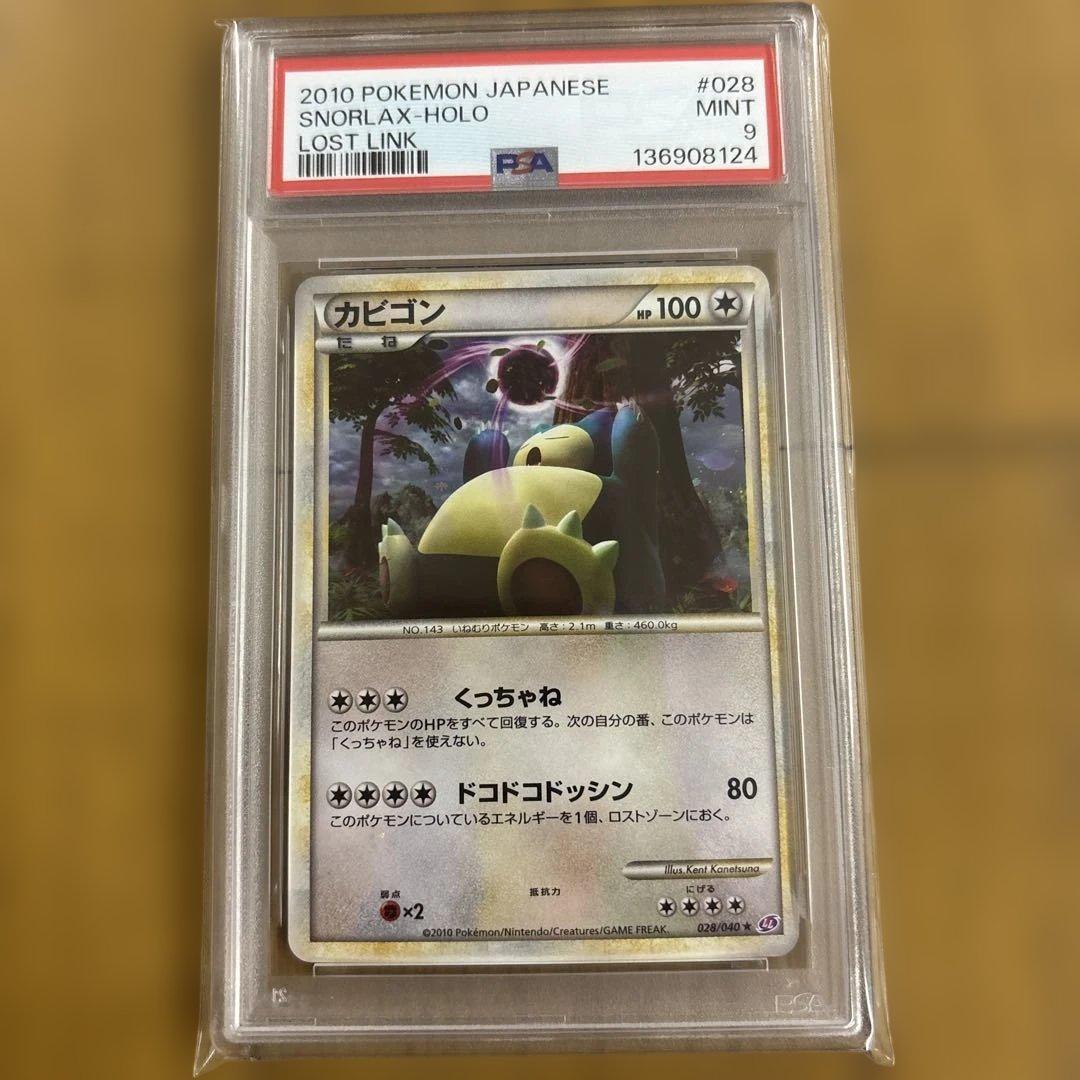 2010 POKEMON JAPANESE #028
SNORLAX-HOLO MINT
LOST LINK 9
PSA 136908124
カビゴン HP 100
たね
NO.143 いねむりポケモン 高さ:2.1m 重さ:460.0kg
くっちゃね
このポケモンのHPをすべて回復する。次の自分の番、このポケモンは
「くっちゃね」を使えない。
ドコドコドッシン 80
このポケモンについているエネルギーを1個、ロストゾーンにおく。
Illus.Kent Kanetsuna
弱点 抵抗力 にげる
×2
©2010 Pokémon/Nintendo/Creatures/GAME FREAK. 028/040 ★ LL
PSA